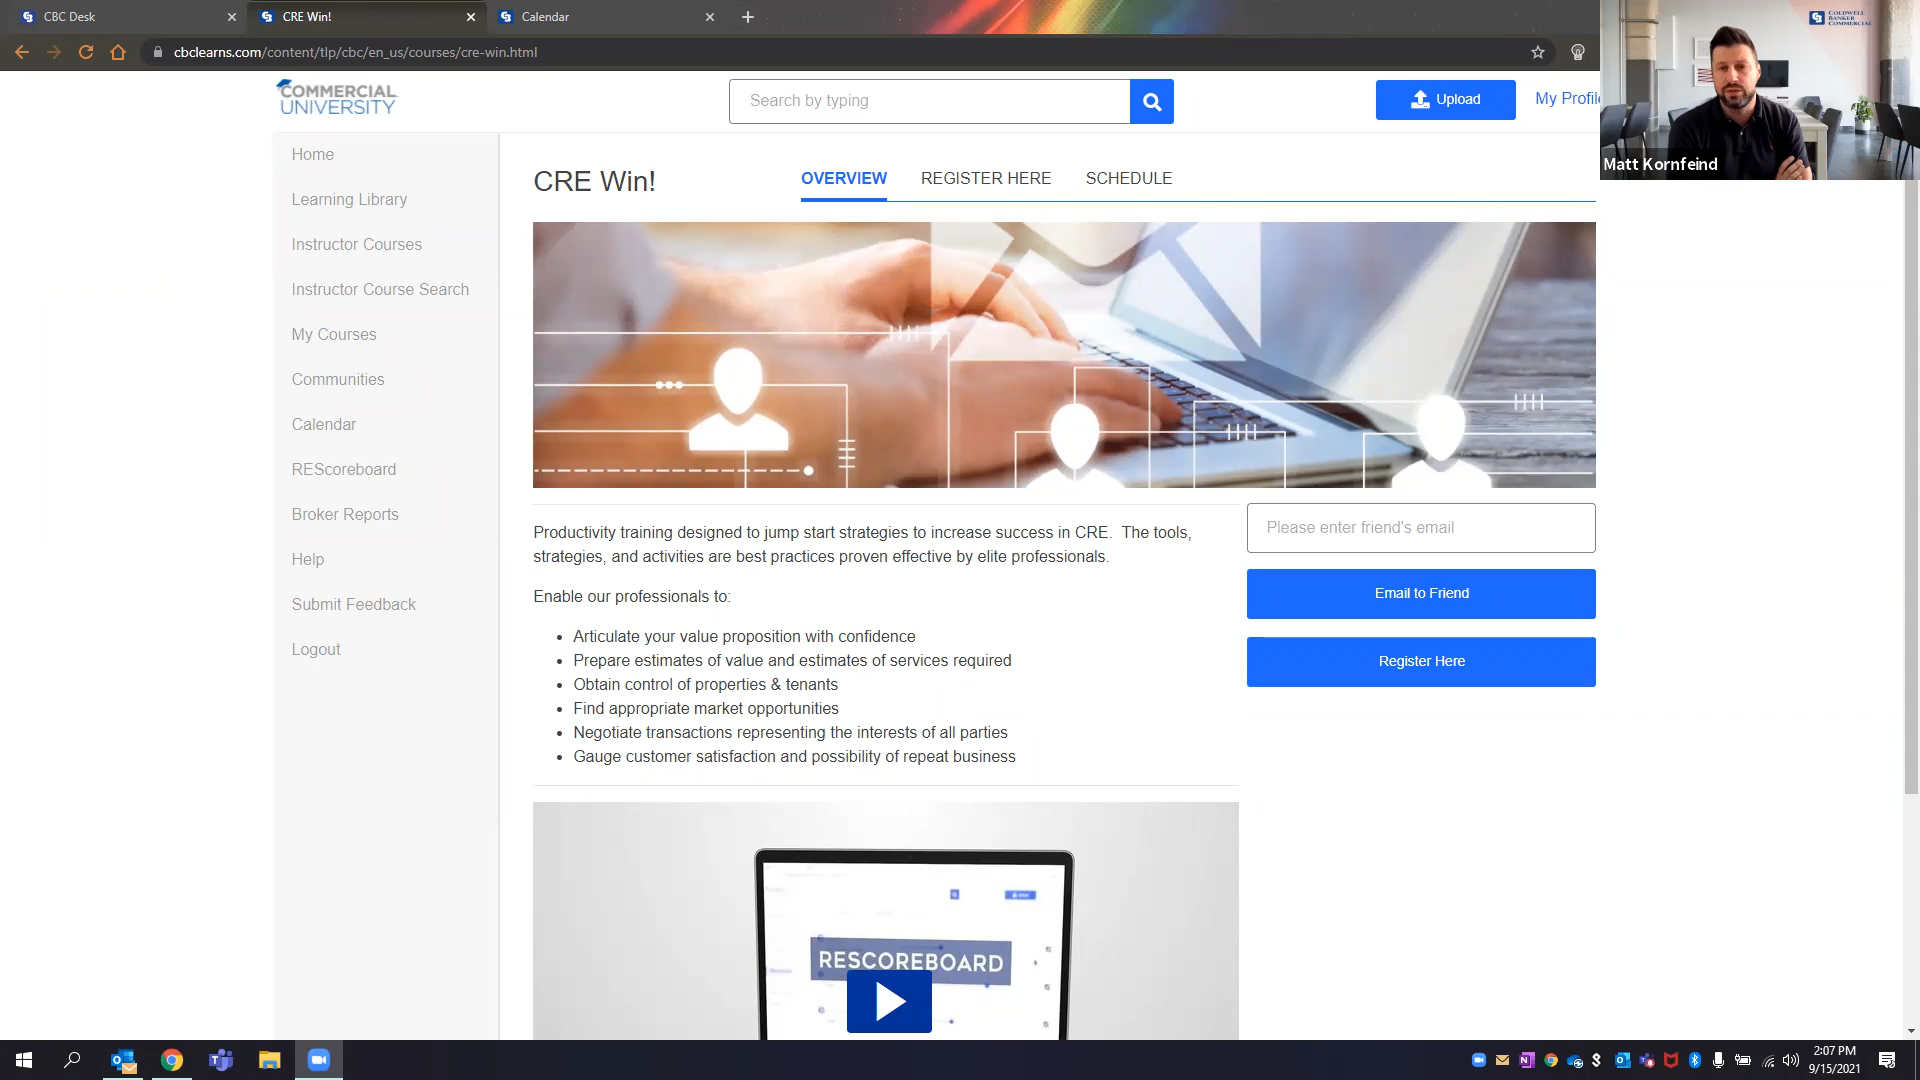 CBC Desk
CRE Win!
Calendar
cbclearns.com/content/tlp/cbc/en_us/courses/cre-win.html
COLDWELL
BANKER
COMMERCIAL
Matt Kornfeind
COMMERCIAL
UNIVERSITY
Search by typing
Upload
My Profile
Home
Learning Library
Instructor Courses
Instructor Course Search
My Courses
Communities
Calendar
REScoreboard
Broker Reports
Help
Submit Feedback
Logout
CRE Win!
OVERVIEW
REGISTER HERE
SCHEDULE
Productivity training designed to jump start strategies to increase success in CRE. The tools,
strategies, and activities are best practices proven effective by elite professionals.
Enable our professionals to:
• Articulate your value proposition with confidence
• Prepare estimates of value and estimates of services required
• Obtain control of properties & tenants
• Find appropriate market opportunities
• Negotiate transactions representing the interests of all parties
• Gauge customer satisfaction and possibility of repeat business
Please enter friend's email
Email to Friend
Register Here
RESCOREBOARD
2:07 PM
9/15/2021